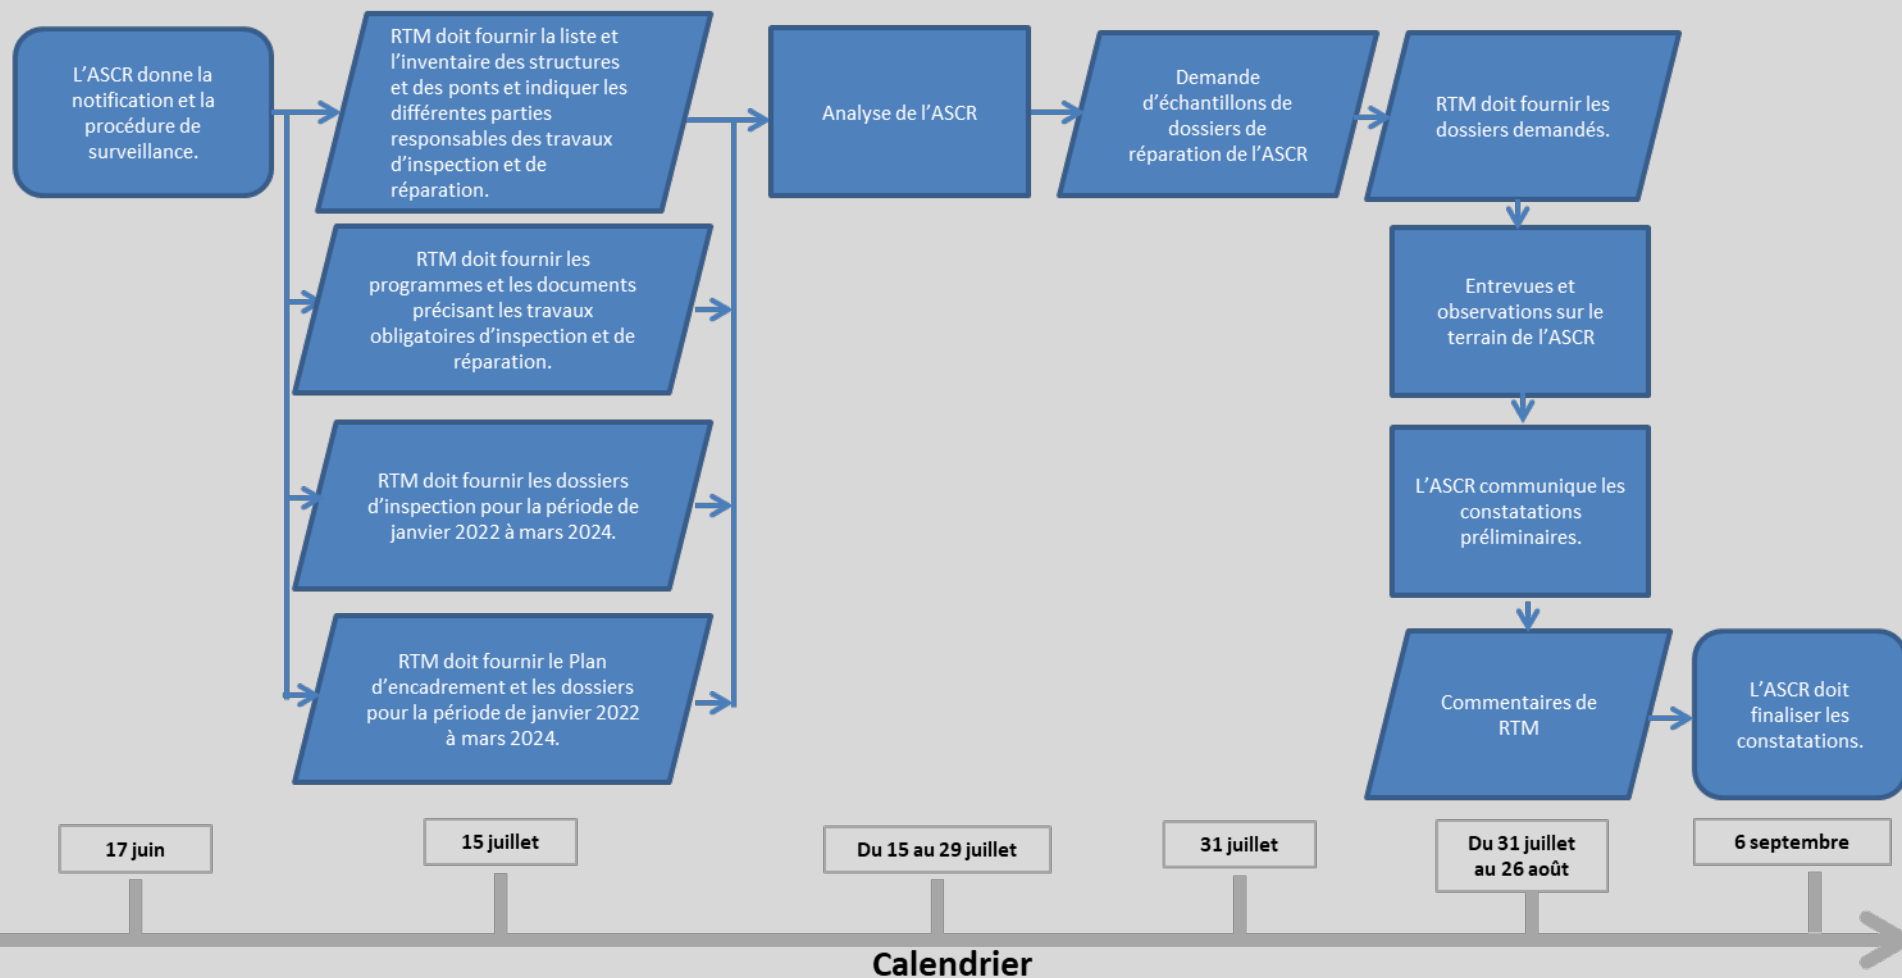 L'ASCR donne la
notification et la
procédure de
surveillance.
RTM doit fournir la liste et
l'inventaire des structures
et des ponts et indiquer les
différentes parties
responsables des travaux
d'inspection et de
réparation.
RTM doit fournir les
programmes et les documents
précisant les travaux
obligatoires d'inspection et de
réparation.
RTM doit fournir les dossiers
d'inspection pour la période de
janvier 2022 à mars 2024.
RTM doit fournir le Plan
d'encadrement et les dossiers
pour la période de janvier 2022
à mars 2024.
Analyse de l'ASCR
Demande
d'échantillons de
dossiers de
réparation de l'ASCR
RTM doit fournir les
dossiers demandés.
Entrevues et
observations sur le
terrain de l'ASCR
L'ASCR communique les
constatations
préliminaires.
Commentaires de
RTM
L'ASCR doit
finaliser les
constatations.
17 juin
15 juillet
Du 15 au 29 juillet
31 juillet
Du 31 juillet
au 26 août
6 septembre
Calendrier